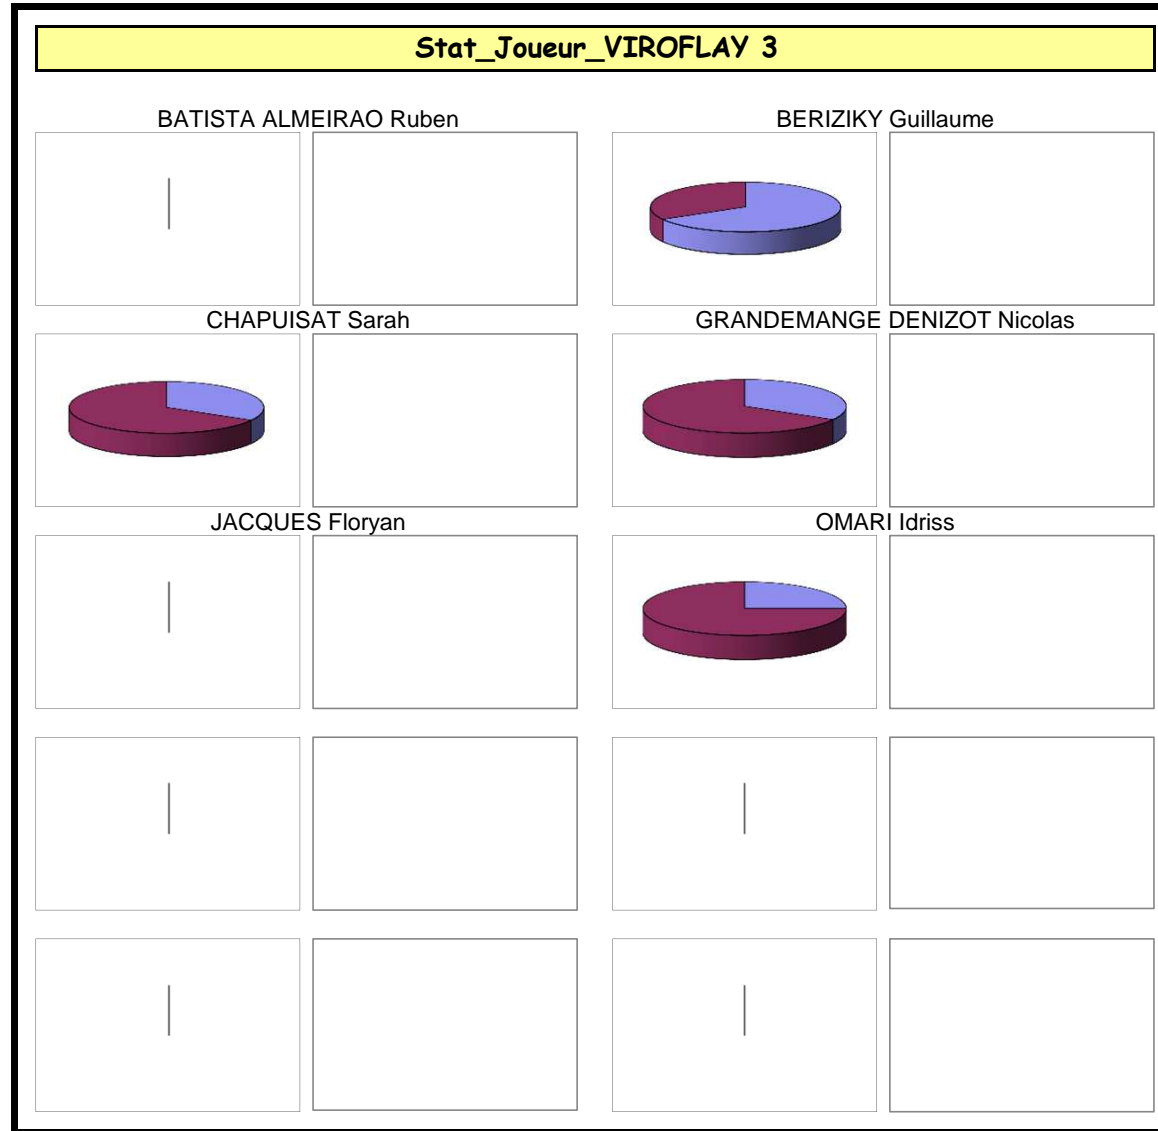 Stat_Joueur_VIROFLAY 3
BATISTA ALMEIRAO Ruben
BERIZIKY Guillaume
CHAPUISAT Sarah
GRANDEMANGE DENIZOT Nicolas
JACQUES Floryan
OMARI Idriss